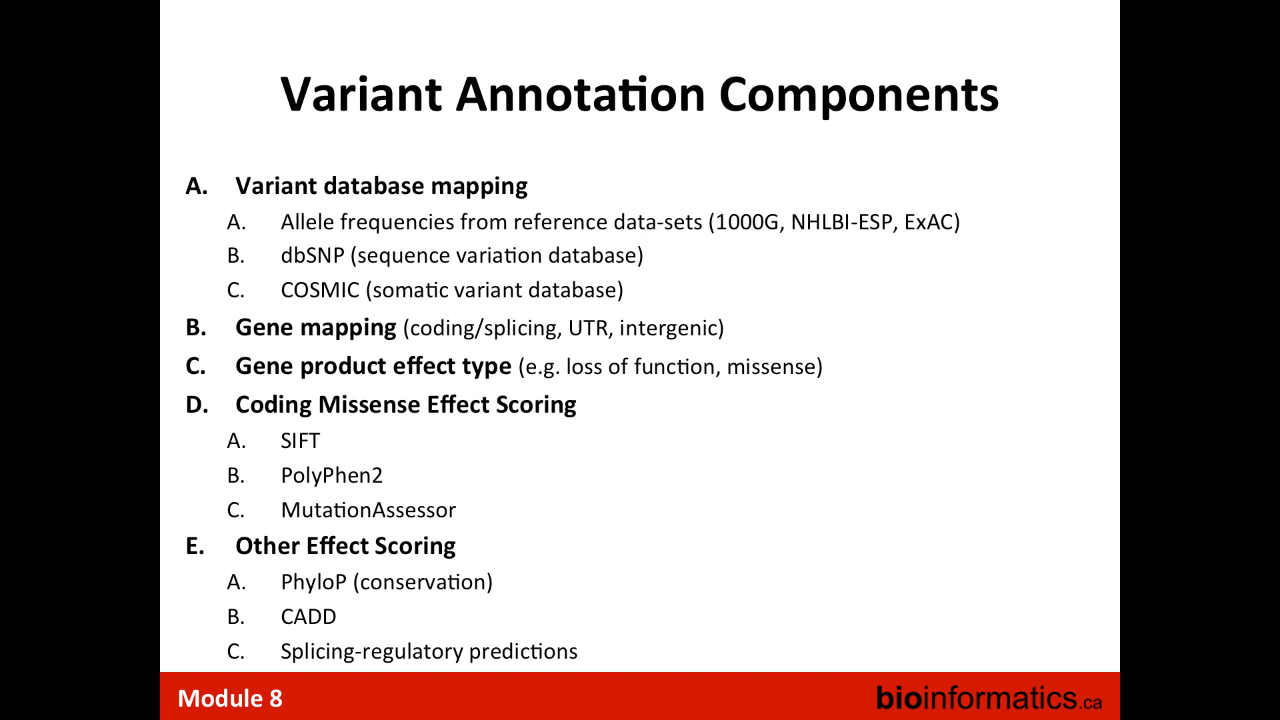 Variant Annotation Components
A. Variant database mapping
A. Allele frequencies from reference data-sets (1000G, NHLBI-ESP, ExAC)
B. dbSNP (sequence variation database)
C. COSMIC (somatic variant database)
B. Gene mapping (coding/splicing, UTR, intergenic)
C. Gene product effect type (e.g. loss of function, missense)
D. Coding Missense Effect Scoring
A. SIFT
B. PolyPhen2
C. MutationAssessor
E. Other Effect Scoring
A. PhyloP (conservation)
B. CADD
C. Splicing-regulatory predictions
Module 8
bioinformatics.ca